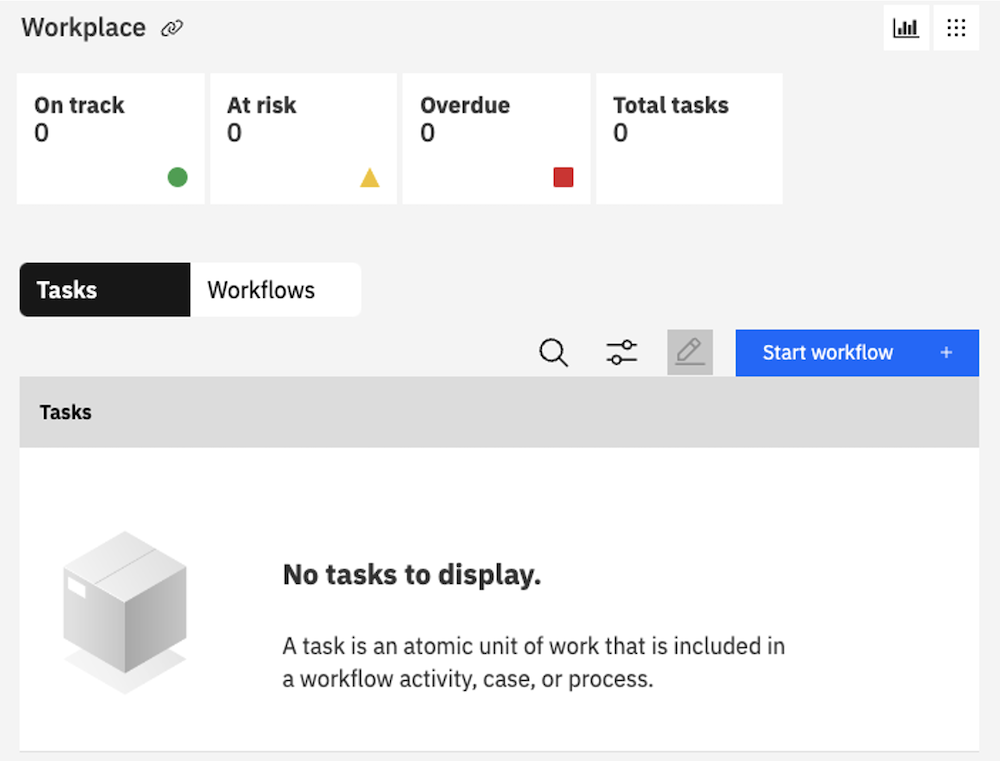 Workplace
On track
0
At risk
0
Overdue
0
Total tasks
0
Tasks
Workflows
Start workflow +
Tasks
No tasks to display.
A task is an atomic unit of work that is included in
a workflow activity, case, or process.